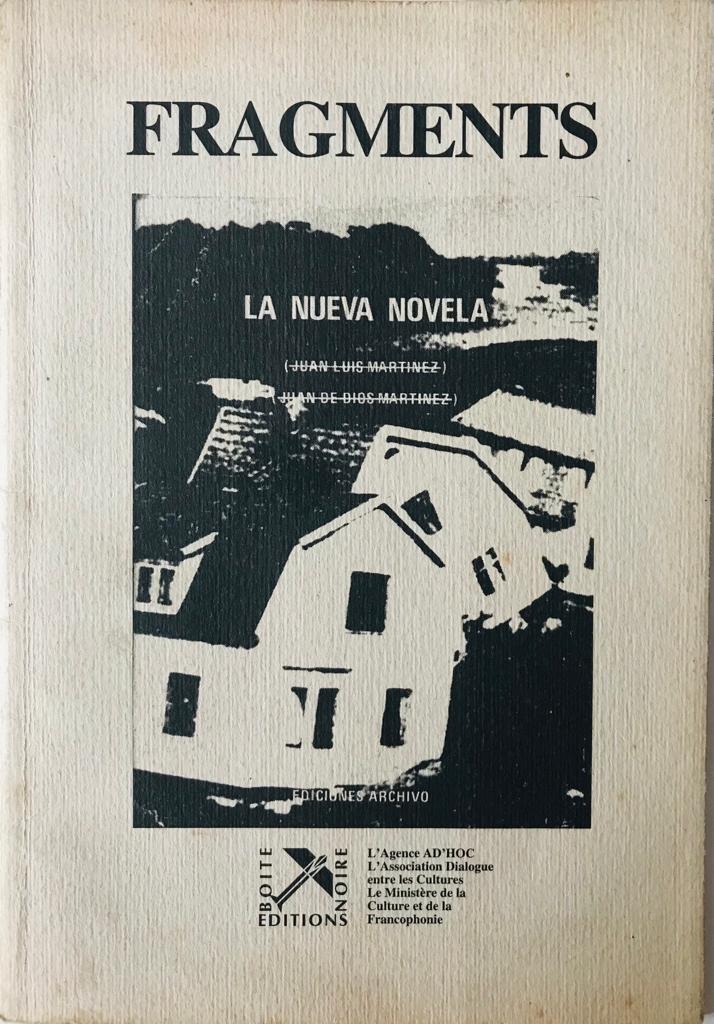 FRAGMENTS
LA NUEVA NOVELA
(JUAN LUIS MARTINEZ)
(JUAN DE DIOS MARTINEZ)
EDICIONES ARCHIVO
BOITE
NOIRE
EDITIONS
L'Agence AD'HOC
L'Association Dialogue
entre les Cultures
Le Ministère de la
Culture et de la
Francophonie